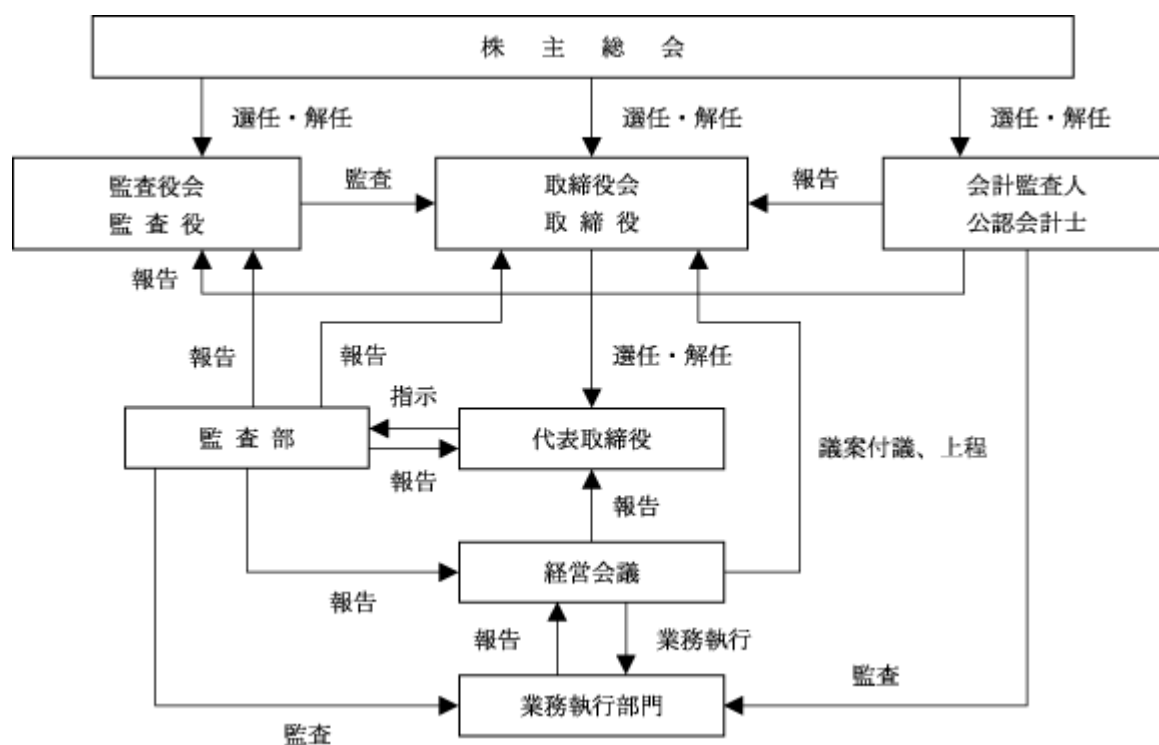 株主総会
選任・解任
選任・解任
選任・解任
監査役会
監査役
監査
取締役会
取締役
報告
会計監査人
公認会計士
報告
報告
報告
選任・解任
指示
監査部
代表取締役
議案付議、上程
報告
報告
経営会議
報告
報告
業務執行
監査
業務執行部門
監査